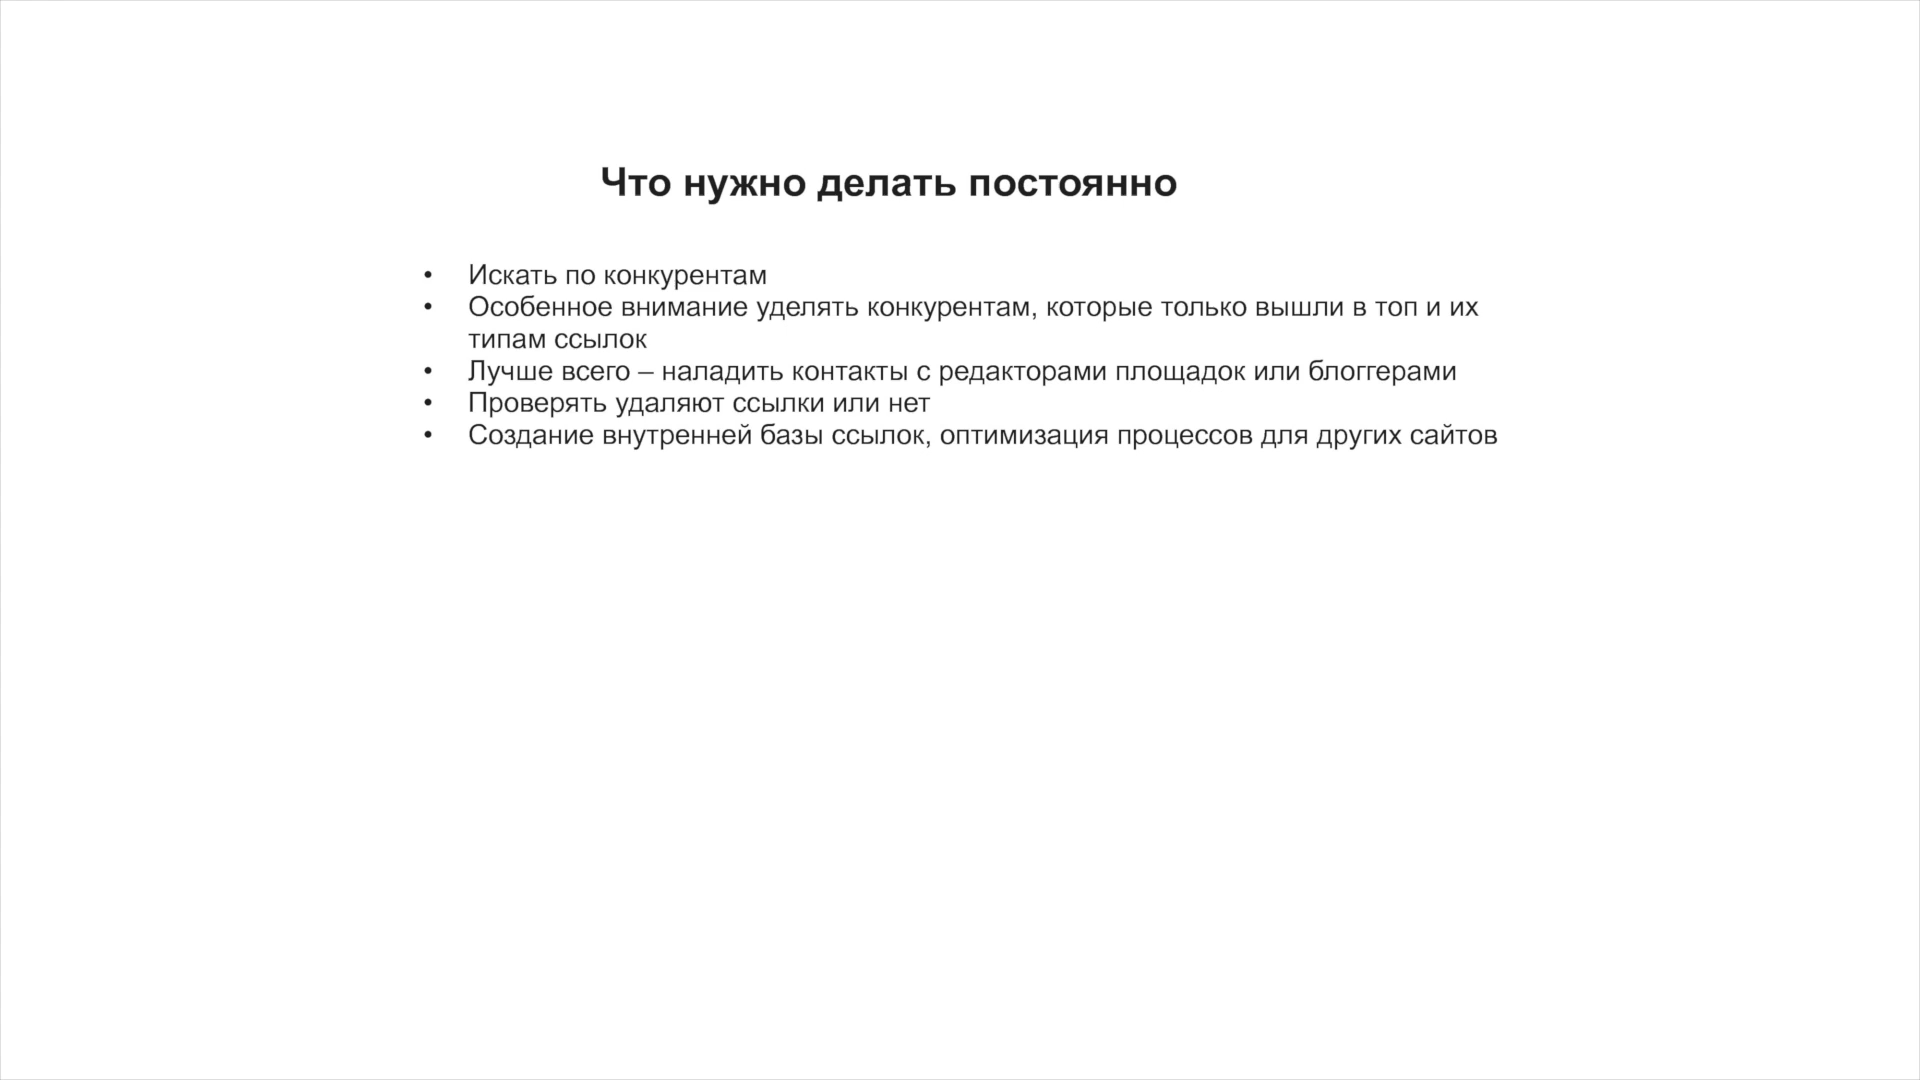 Что нужно делать постоянно
• Искать по конкурентам
• Особенное внимание уделять конкурентам, которые только вышли в топ и их
типам ссылок
• Лучше всего – наладить контакты с редакторами площадок или блоггерами
• Проверять удаляют ссылки или нет
• Создание внутренней базы ссылок, оптимизация процессов для других сайтов